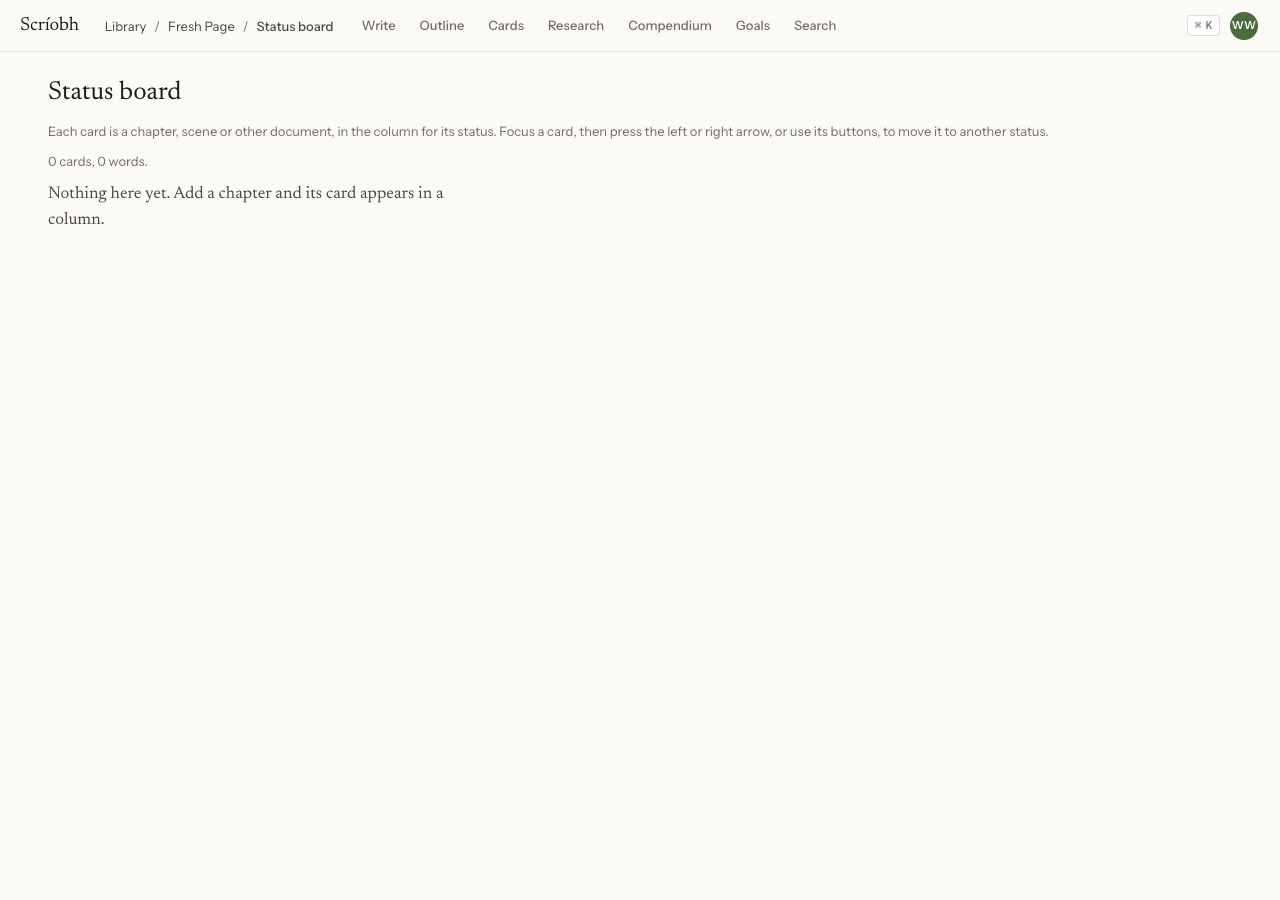 Scríobh
Library / Fresh Page / Status board
Write Outline Cards Research Compendium Goals Search
⌘ K
WW
Status board
Each card is a chapter, scene or other document, in the column for its status. Focus a card, then press the left or right arrow, or use its buttons, to move it to another status.
0 cards, 0 words.
Nothing here yet. Add a chapter and its card appears in a
column.